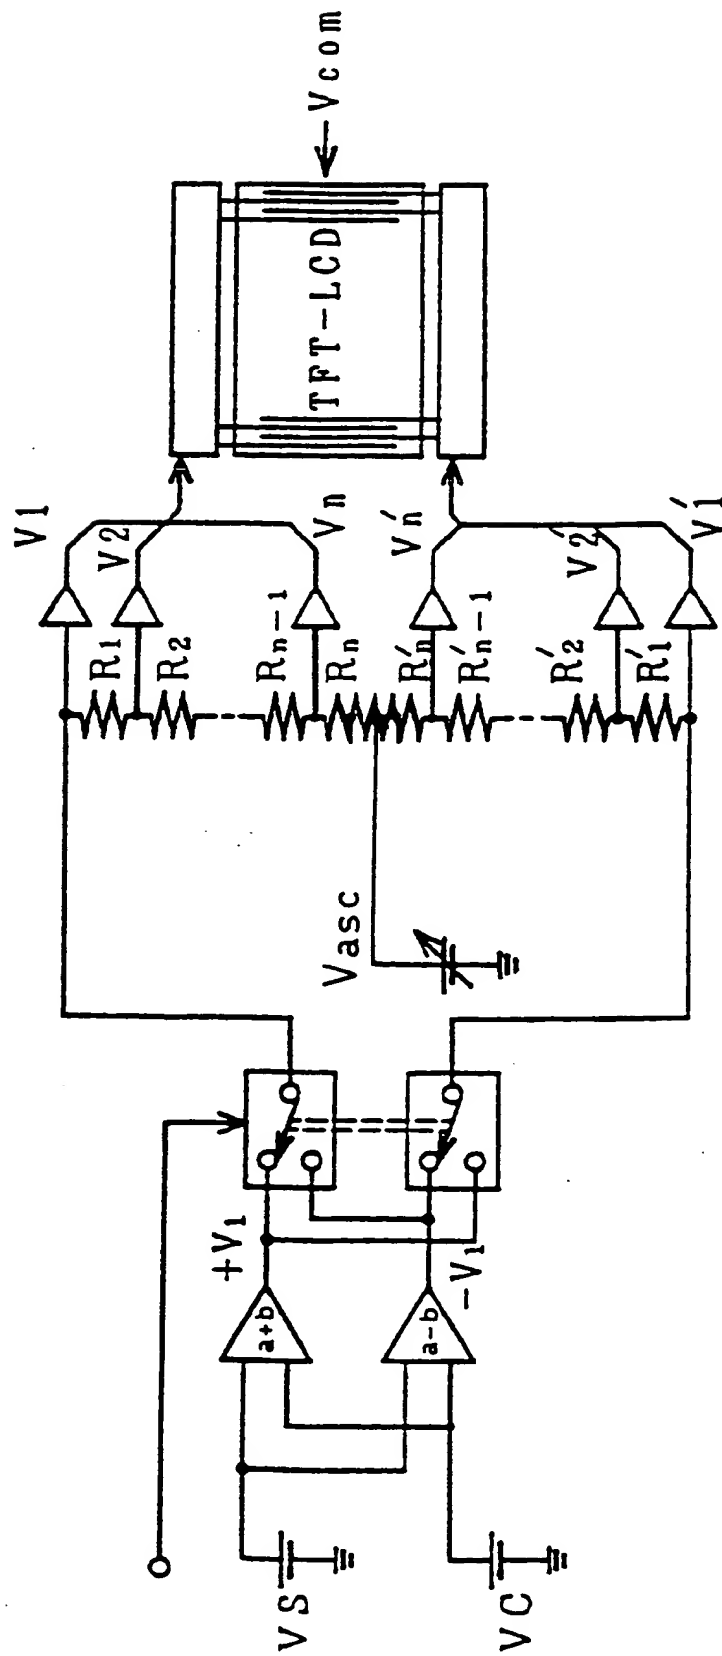 VS
VC
a+b
a-b
+V1
-V1
Vasc
R1
R2
Rn-1
Rn
R'n
R'n-1
R'2
R'1
V1
V2
Vn
V'n
V'2
V'1
TFT-LCD
Vcom